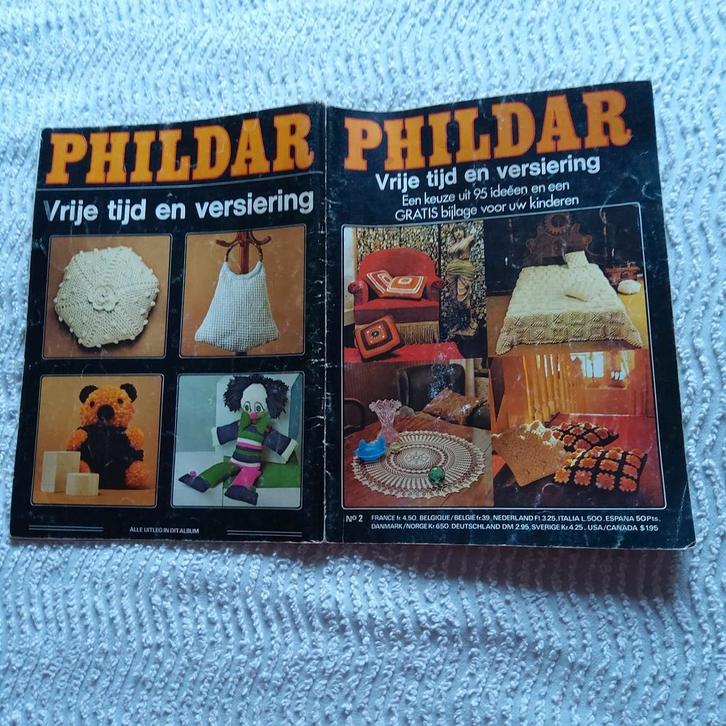 PHILDAR
Vrije tijd en versiering
ALLE UITLEG IN DIT ALBUM
PHILDAR
Vrije tijd en versiering
Een keuze uit 95 ideéen en een
GRATIS bijlage voor uw kinderen
Nº 2 FRANCE fr. 4.50. BELGIQUE/BELGIË fr. 39. NEDERLAND Fl 3.25. ITALIA L.500. ESPANA 50 Pts.
DANMARK/NORGE Kr 6.50. DEUTSCHLAND DM 2.95. SVERIGE Kr 4.25. USA/CANADA $ 1.95